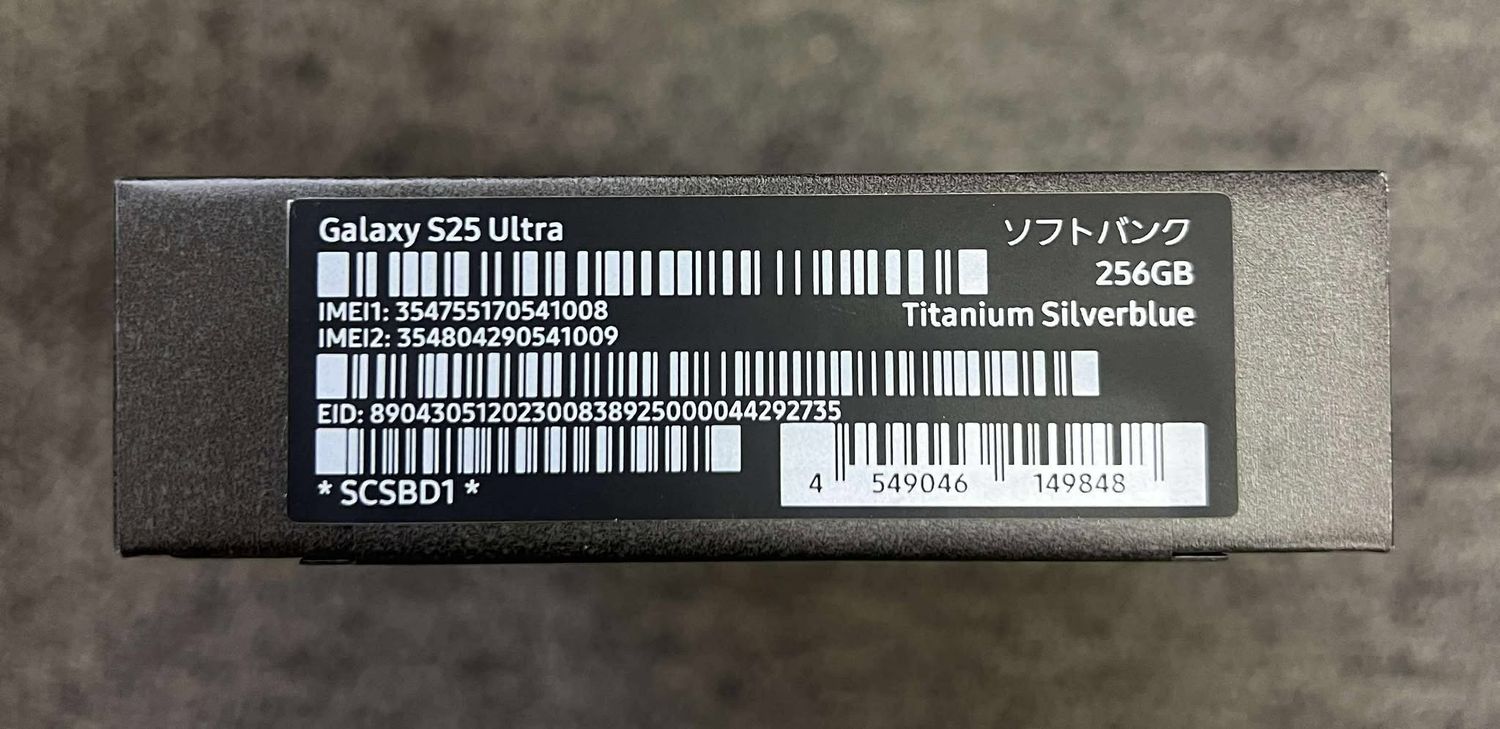 Galaxy S25 Ultra
ソフトバンク
256GB
Titanium Silverblue
IMEI1: 354755170541008
IMEI2: 354804290541009
EID: 89043051202300838925000044292735
* SCSBD1 *
4 549046 149848